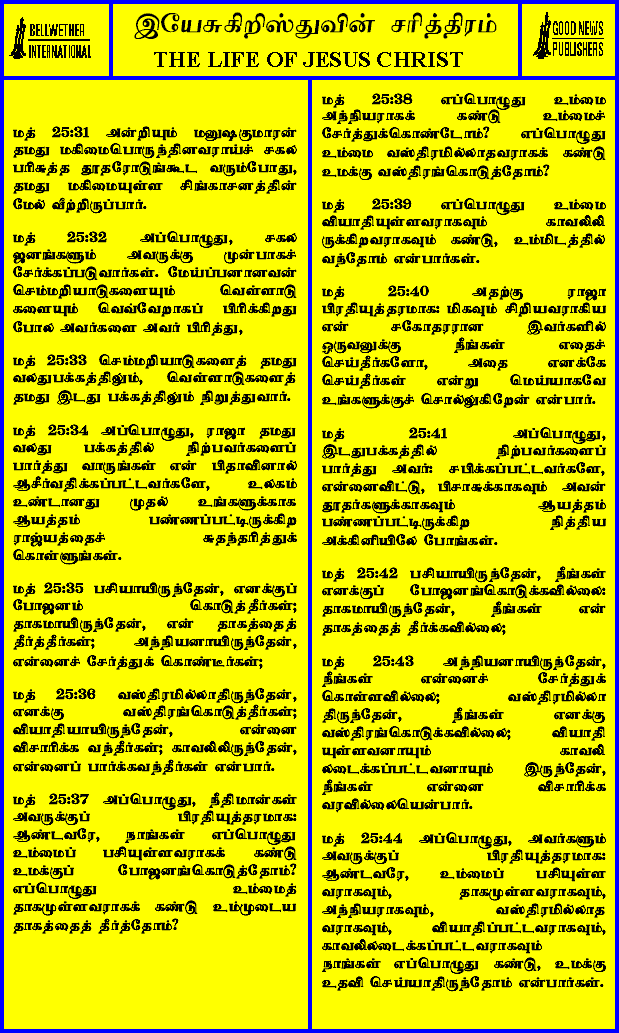 BELLWETHER
INTERNATIONAL
இயேசுகிறிஸ்துவின் சரித்திரம்
THE LIFE OF JESUS CHRIST
GOOD NEWS
PUBLISHERS
மத் 25:31 அன்றியும் மனுஷகுமாரன்
தமது மகிமைபொருந்தினவராய்ச் சகல
பரிசுத்த தூதரோடுங்கூட வரும்போது,
தமது மகிமையுள்ள சிங்காசனத்தின்
மேல் வீற்றிருப்பார்.
மத் 25:32 அப்பொழுது, சகல
ஜனங்களும் அவருக்கு முன்பாகச்
சேர்க்கப்படுவார்கள். மேய்ப்பனானவன்
செம்மறியாடுகளையும் வெள்ளாடு
களையும் வெவ்வேறாகப் பிரிக்கிறது
போல அவர்களை அவர் பிரித்து,
மத் 25:33 செம்மறியாடுகளைத் தமது
வலதுபக்கத்திலும், வெள்ளாடுகளைத்
தமது இடது பக்கத்திலும் நிறுத்துவார்.
மத் 25:34 அப்பொழுது, ராஜா தமது
வலது பக்கத்தில் நிற்பவர்களைப்
பார்த்து வாருங்கள் என் பிதாவினால்
ஆசீர்வதிக்கப்பட்டவர்களே, உலகம்
உண்டானது முதல் உங்களுக்காக
ஆயத்தம் பண்ணப்பட்டிருக்கிற
ராஜ்யத்தைச் சுதந்தரித்துக்
கொள்ளுங்கள்.
மத் 25:35 பசியாயிருந்தேன், எனக்குப்
போஜனம் கொடுத்தீர்கள்;
தாகமாயிருந்தேன், என் தாகத்தைத்
தீர்த்தீர்கள்; அந்நியனாயிருந்தேன்,
என்னைச் சேர்த்துக் கொண்டீர்கள்;
மத் 25:36 வஸ்திரமில்லாதிருந்தேன்,
எனக்கு வஸ்திரங்கொடுத்தீர்கள்;
வியாதியாயிருந்தேன், என்னை
விசாரிக்க வந்தீர்கள்; காவலிலிருந்தேன்,
என்னைப் பார்க்கவந்தீர்கள் என்பார்.
மத் 25:37 அப்பொழுது, நீதிமான்கள்
அவருக்குப் பிரதியுத்தரமாக:
ஆண்டவரே, நாங்கள் எப்பொழுது
உம்மைப் பசியுள்ளவராகக் கண்டு
உமக்குப் போஜனங்கொடுத்தோம்?
எப்பொழுது உம்மைத்
தாகமுள்ளவராகக் கண்டு உம்முடைய
தாகத்தைத் தீர்த்தோம்?
மத் 25:38 எப்பொழுது உம்மை
அந்நியராகக் கண்டு உம்மைச்
சேர்த்துக்கொண்டோம்? எப்பொழுது
உம்மை வஸ்திரமில்லாதவராகக் கண்டு
உமக்கு வஸ்திரங்கொடுத்தோம்?
மத் 25:39 எப்பொழுது உம்மை
வியாதியுள்ளவராகவும் காவலிலி
ருக்கிறவராகவும் கண்டு, உம்மிடத்தில்
வந்தோம் என்பார்கள்.
மத் 25:40 அதற்கு ராஜா
பிரதியுத்தரமாக: மிகவும் சிறியவராகிய
என் சகோதரரான இவர்களில்
ஒருவனுக்கு நீங்கள் எதைச்
செய்தீர்களோ, அதை எனக்கே
செய்தீர்கள் என்று மெய்யாகவே
உங்களுக்குச் சொல்லுகிறேன் என்பார்.
மத் 25:41 அப்பொழுது,
இடதுபக்கத்தில் நிற்பவர்களைப்
பார்த்து அவர்: சபிக்கப்பட்டவர்களே,
என்னைவிட்டு, பிசாசுக்காகவும் அவன்
தூதர்களுக்காகவும் ஆயத்தம்
பண்ணப்பட்டிருக்கிற நித்திய
அக்கினியிலே போங்கள்.
மத் 25:42 பசியாயிருந்தேன், நீங்கள்
எனக்குப் போஜனங்கொடுக்கவில்லை:
தாகமாயிருந்தேன், நீங்கள் என்
தாகத்தைத் தீர்க்கவில்லை;
மத் 25:43 அந்நியனாயிருந்தேன்,
நீங்கள் என்னைச் சேர்த்துக்
கொள்ளவில்லை; வஸ்திரமில்லா
திருந்தேன், நீங்கள் எனக்கு
வஸ்திரங்கொடுக்கவில்லை; வியாதி
யுள்ளவனாயும் காவலி
லடைக்கப்பட்டவனாயும் இருந்தேன்,
நீங்கள் என்னை விசாரிக்க
வரவில்லையென்பார்.
மத் 25:44 அப்பொழுது, அவர்களும்
அவருக்குப் பிரதியுத்தரமாக:
ஆண்டவரே, உம்மைப் பசியுள்ள
வராகவும், தாகமுள்ளவராகவும்,
அந்நியராகவும், வஸ்திரமில்லாத
வராகவும், வியாதிப்பட்டவராகவும்,
காவலிலடைக்கப்பட்டவராகவும்
நாங்கள் எப்பொழுது கண்டு, உமக்கு
உதவி செய்யாதிருந்தோம் என்பார்கள்.